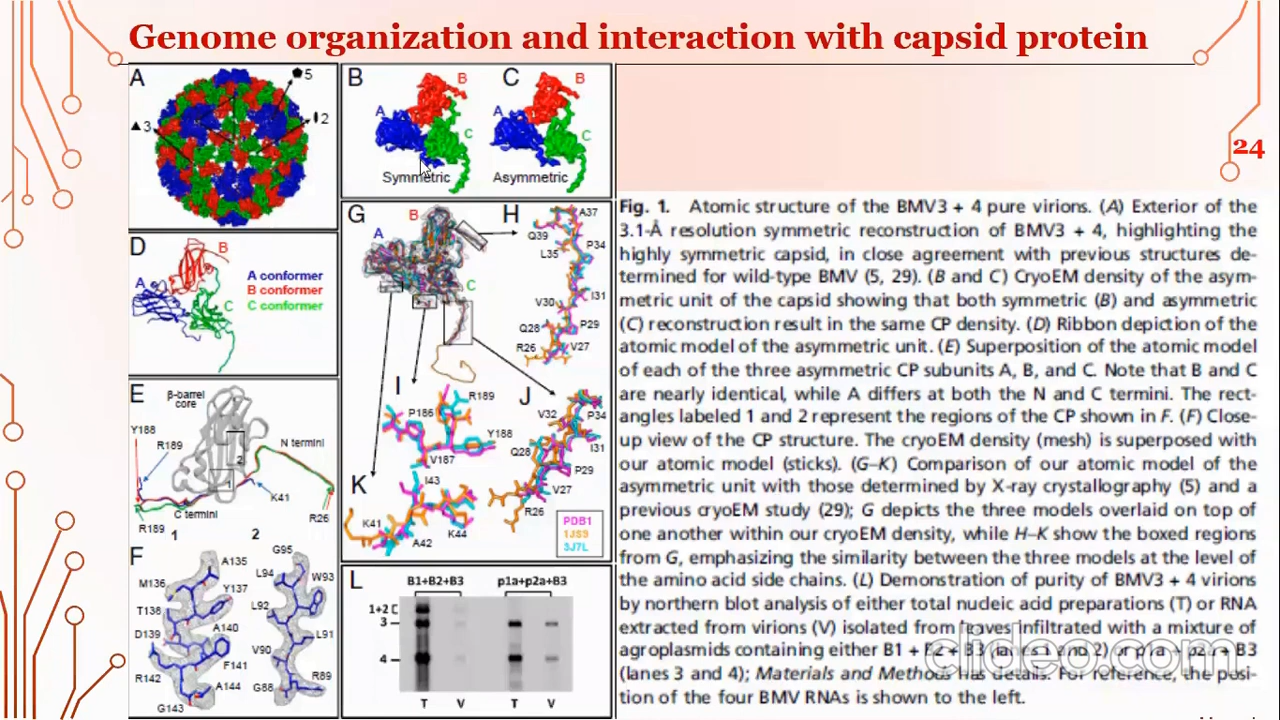 Genome organization and interaction with capsid protein
24
A
5
3
2
B
C
B
B
A
A
C
C
Symmetric
Asymmetric
D
B
A
C
A conformer
B conformer
C conformer
E
β-barrel
core
Y188
R189
N termini
2
1
C termini
K41
R189
R26
1
2
F
A135
M136
Y137
T138
A140
D139
F141
R142
A144
G143
G95
L94
W93
L92
L91
V90
R89
G88
G
B
A
C
H
A37
Q39
P34
L35
I31
V30
P29
Q28
R26
V27
I
R189
P186
Y188
V187
J
V32
P34
I31
Q28
P29
V27
R26
K
I43
K41
K44
A42
PDB1
1JS9
3J7L
L
B1+B2+B3
p1a+p2a+B3
1+2
3
4
T
V
T
V
Fig. 1. Atomic structure of the BMV3 + 4 pure virions. (A) Exterior of the
3.1-Å resolution symmetric reconstruction of BMV3 + 4, highlighting the
highly symmetric capsid, in close agreement with previous structures de-
termined for wild-type BMV (5, 29). (B and C) CryoEM density of the asym-
metric unit of the capsid showing that both symmetric (B) and asymmetric
(C) reconstruction result in the same CP density. (D) Ribbon depiction of the
atomic model of the asymmetric unit. (E) Superposition of the atomic model
of each of the three asymmetric CP subunits A, B, and C. Note that B and C
are nearly identical, while A differs at both the N and C termini. The rect-
angles labeled 1 and 2 represent the regions of the CP shown in F. (F) Close-
up view of the CP structure. The cryoEM density (mesh) is superposed with
our atomic model (sticks). (G–K) Comparison of our atomic model of the
asymmetric unit with those determined by X-ray crystallography (5) and a
previous cryoEM study (29); G depicts the three models overlaid on top of
one another within our cryoEM density, while H–K show the boxed regions
from G, emphasizing the similarity between the three models at the level of
the amino acid side chains. (L) Demonstration of purity of BMV3 + 4 virions
by northern blot analysis of either total nucleic acid preparations (T) or RNA
extracted from virions (V) isolated from leaves infiltrated with a mixture of
agroplasmids containing either B1 + B2 + B3 (lanes 1 and 2) or p1a + p2a + B3
(lanes 3 and 4); Materials and Methods has details. For reference, the posi-
tion of the four BMV RNAs is shown to the left.
clideo.com